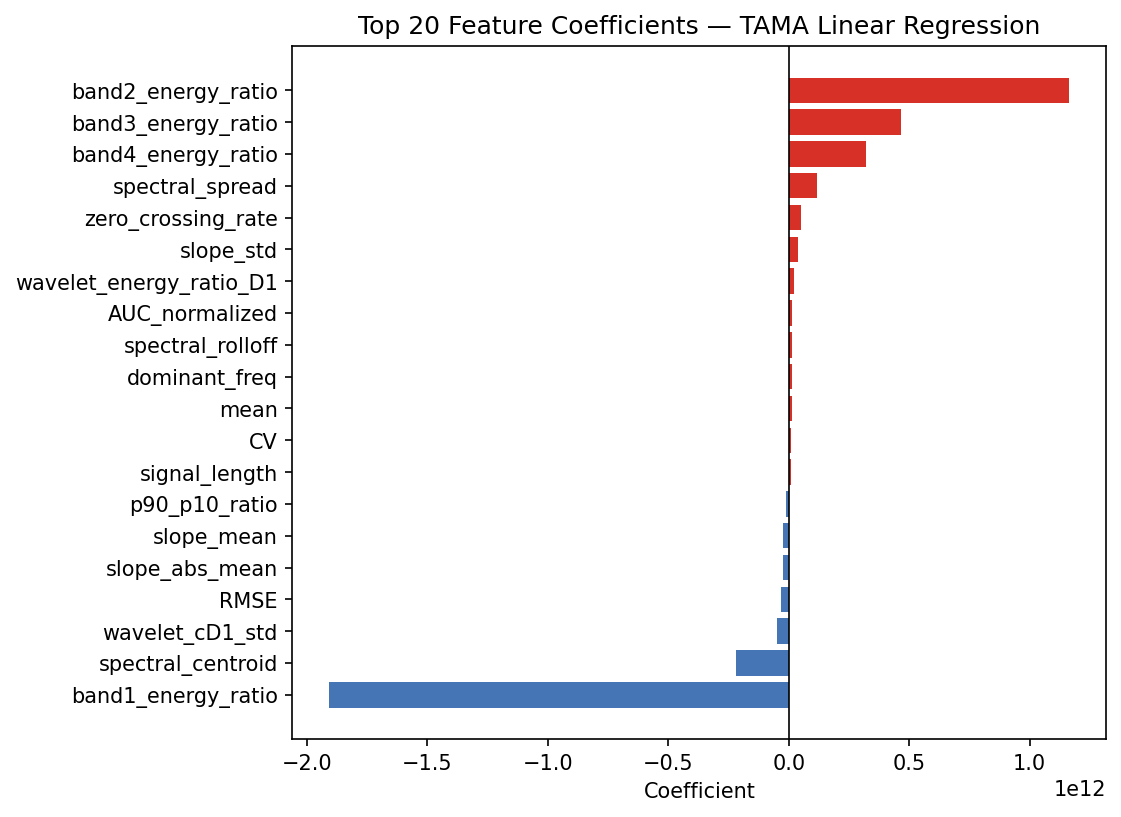 Top 20 Feature Coefficients — TAMA Linear Regression
band2_energy_ratio
band3_energy_ratio
band4_energy_ratio
spectral_spread
zero_crossing_rate
slope_std
wavelet_energy_ratio_D1
AUC_normalized
spectral_rolloff
dominant_freq
mean
CV
signal_length
p90_p10_ratio
slope_mean
slope_abs_mean
RMSE
wavelet_cD1_std
spectral_centroid
band1_energy_ratio
−2.0 −1.5 −1.0 −0.5 0.0 0.5 1.0
Coefficient 1e12